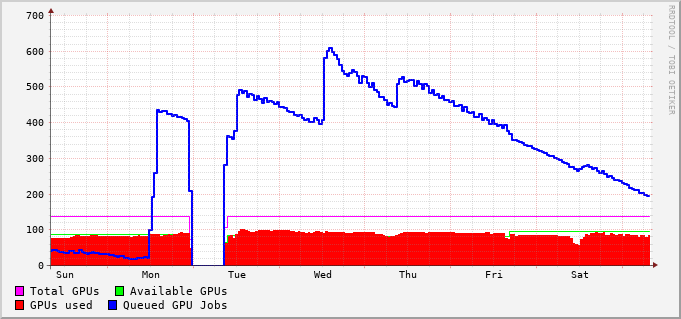 700
600
500
400
300
200
100
0
Sun Mon Tue Wed Thu Fri Sat
RRDTOOL / TOBI OETIKER
Total GPUs Available GPUs
GPUs used Queued GPU Jobs